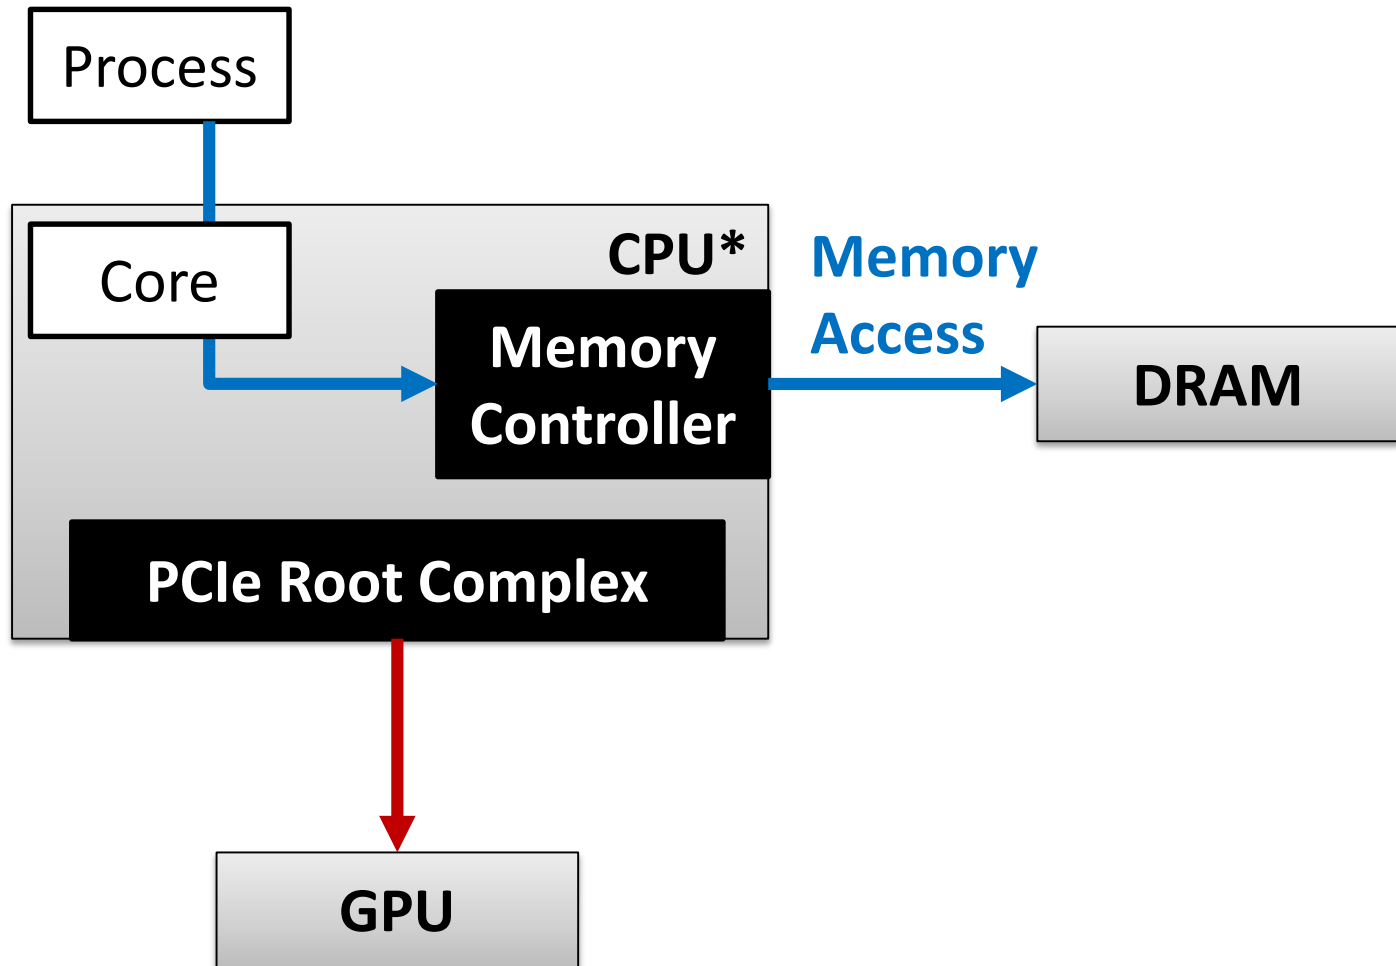 Process
Core
CPU*
Memory
Controller
Memory
Access
DRAM
PCIe Root Complex
GPU